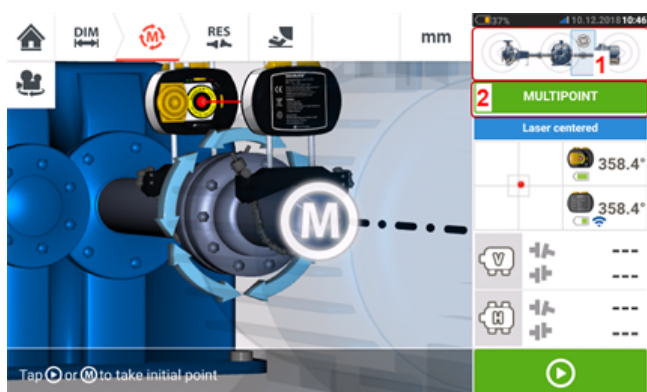 DIM
RES
mm
37%
10.12.2018 10:46
1
2 MULTIPOINT
Laser centered
358.4°
358.4°
M
V
---
---
H
---
---
Tap or M to take initial point